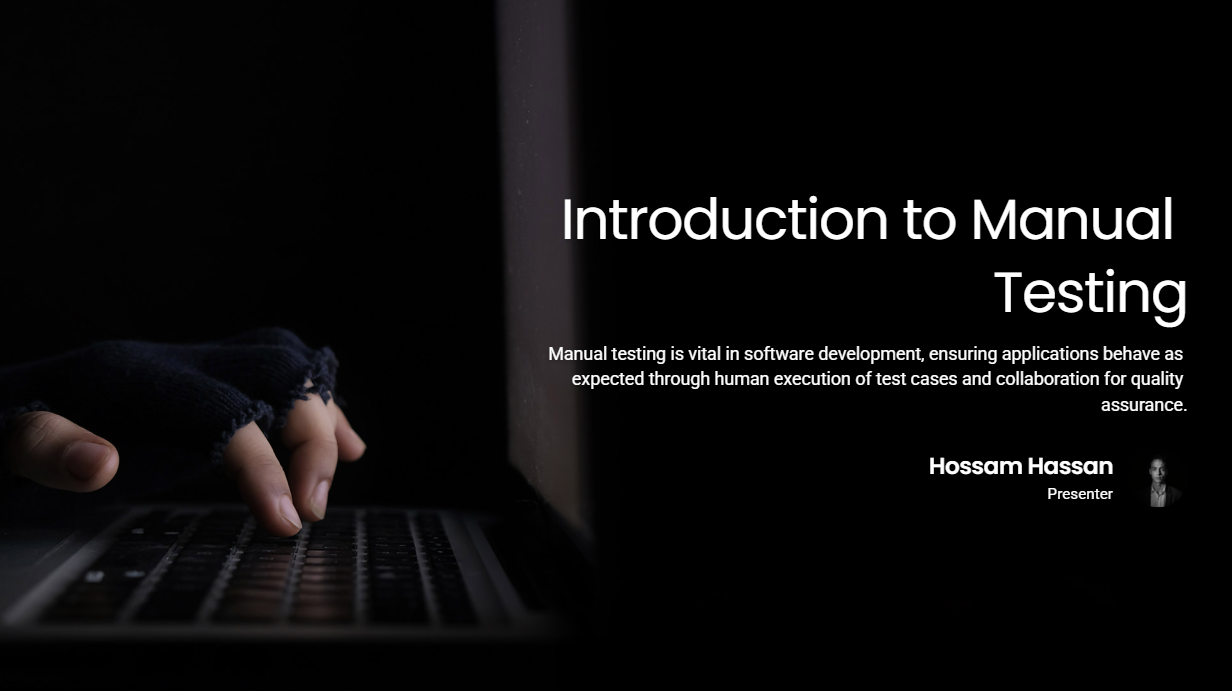 Introduction to Manual
Testing
Manual testing is vital in software development, ensuring applications behave as
expected through human execution of test cases and collaboration for quality
assurance.
Hossam Hassan
Presenter